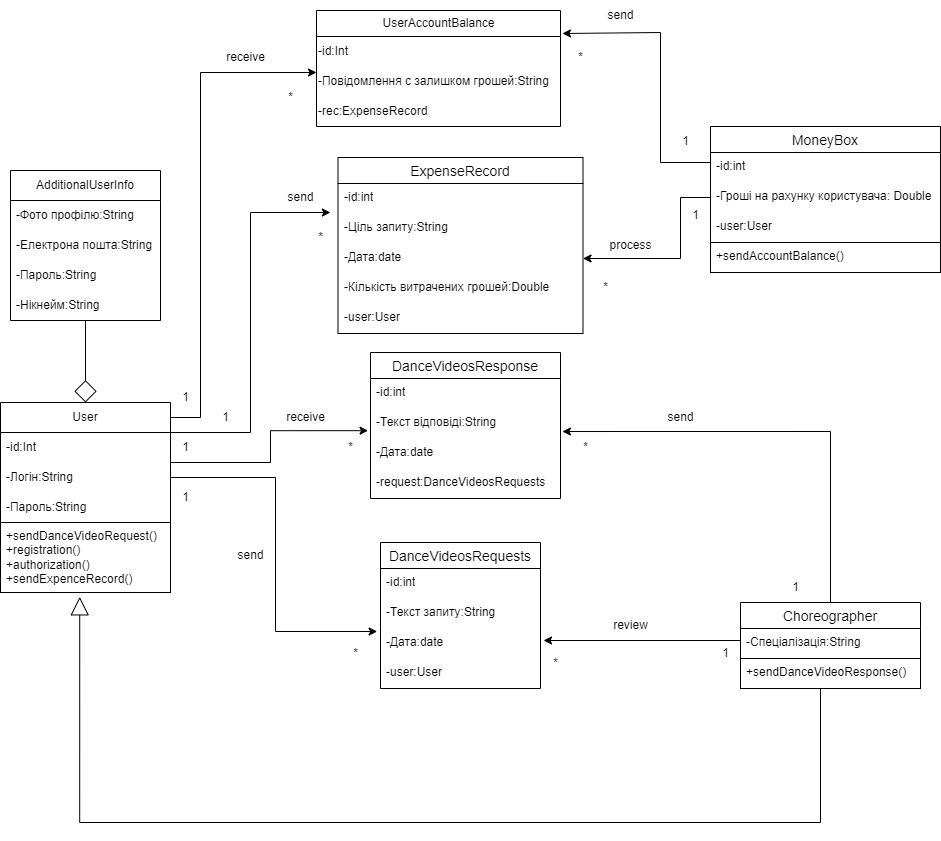 UserAccountBalance
-id:Int
-Повідомлення с залишком грошей:String
-rec:ExpenseRecord
send
*
1
receive
*
1
MoneyBox
-id:int
-Гроші на рахунку користувача: Double
-user:User
+sendAccountBalance()
AdditionalUserInfo
-Фото профілю:String
-Електрона пошта:String
-Пароль:String
-Нікнейм:String
ExpenseRecord
-id:int
-Ціль запиту:String
-Дата:date
-Кількість витрачених грошей:Double
-user:User
send
*
1
process
1
*
DanceVideosResponse
-id:int
-Текст відповіді:String
-Дата:date
-request:DanceVideosRequests
receive
*
1
send
*
1
User
-id:Int
-Логін:String
-Пароль:String
+sendDanceVideoRequest()
+registration()
+authorization()
+sendExpenceRecord()
1
send
*
DanceVideosRequests
-id:int
-Текст запиту:String
-Дата:date
-user:User
review
*
1
Choreographer
-Спеціалізація:String
+sendDanceVideoResponse()